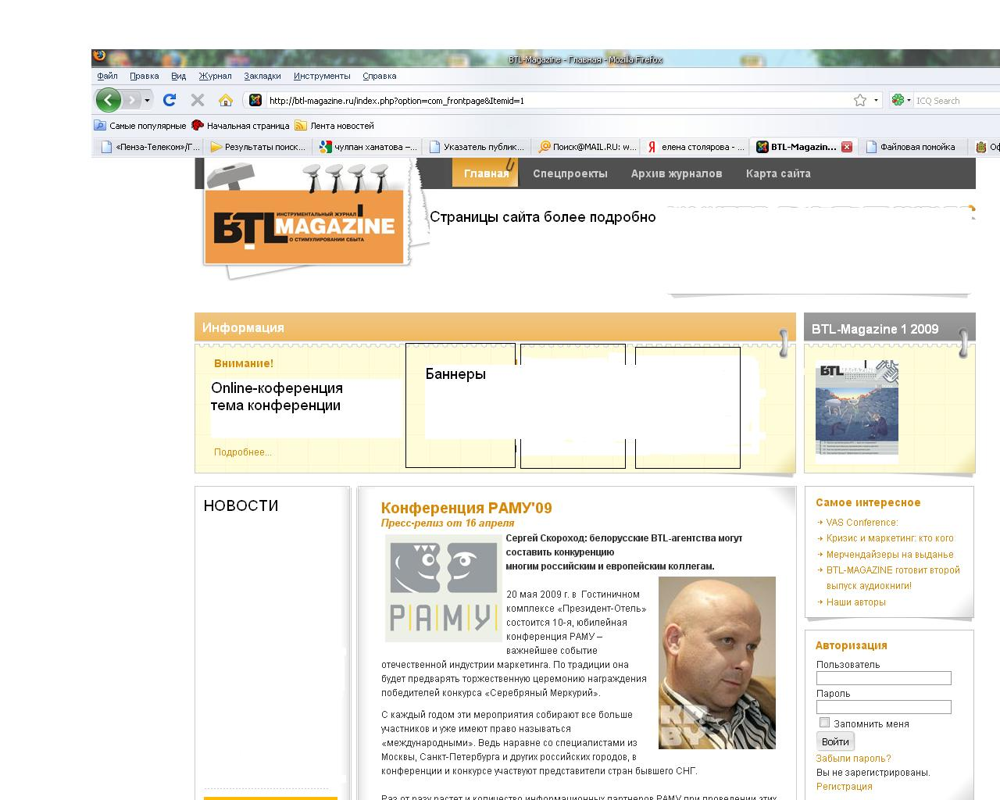 BTL-Magazine - Главная - Mozilla Firefox
Файл Правка Вид Журнал Закладки Инструменты Справка
http://btl-magazine.ru/index.php?option=com_frontpage&Itemid=1
ICQ Search
Самые популярные Начальная страница Лента новостей
«Пенза-Телеком»/Г... Результаты поиск... чулпан хаматова –... Указатель публик... Поиск@MAIL.RU: w... елена столярова - ... BTL-Magazin... Файловая помойка Оф
Главная Спецпроекты Архив журналов Карта сайта
ИНСТРУМЕНТАЛЬНЫЙ ЖУРНАЛ
BTL MAGAZINE
О СТИМУЛИРОВАНИИ СБЫТА
Страницы сайта более подробно
Информация
Внимание!
Online-коференция
тема конференции
Подробнее...
Баннеры
BTL-Magazine 1 2009
BTL MAGAZINE
НОВОСТИ
Конференция РАМУ'09
Пресс-релиз от 16 апреля
РАМУ
Сергей Скороход: белорусские BTL-агентства могут
составить конкуренцию
многим российским и европейским коллегам.
20 мая 2009 г. в Гостиничном
комплексе «Президент-Отель»
состоится 10-я, юбилейная
конференция РАМУ –
важнейшее событие
отечественной индустрии маркетинга. По традиции она
будет предварять торжественную церемонию награждения
победителей конкурса «Серебряный Меркурий».
С каждый годом эти мероприятия собирают все больше
участников и уже имеют право называться
«международными». Ведь наравне со специалистами из
Москвы, Санкт-Петербурга и других российских городов, в
конференции и конкурсе участвуют представители стран бывшего СНГ.
Раз от разу растет и количество информационных партнеров РАМУ при проведении этих
KP
BY
Самое интересное
VAS Conference:
Кризис и маркетинг: кто кого
Мерчендайзеры на выданье
BTL-MAGAZINE готовит второй
выпуск аудиокниги!
Наши авторы
Авторизация
Пользователь
Пароль
Запомнить меня
Войти
Забыли пароль?
Вы не зарегистрированы.
Регистрация